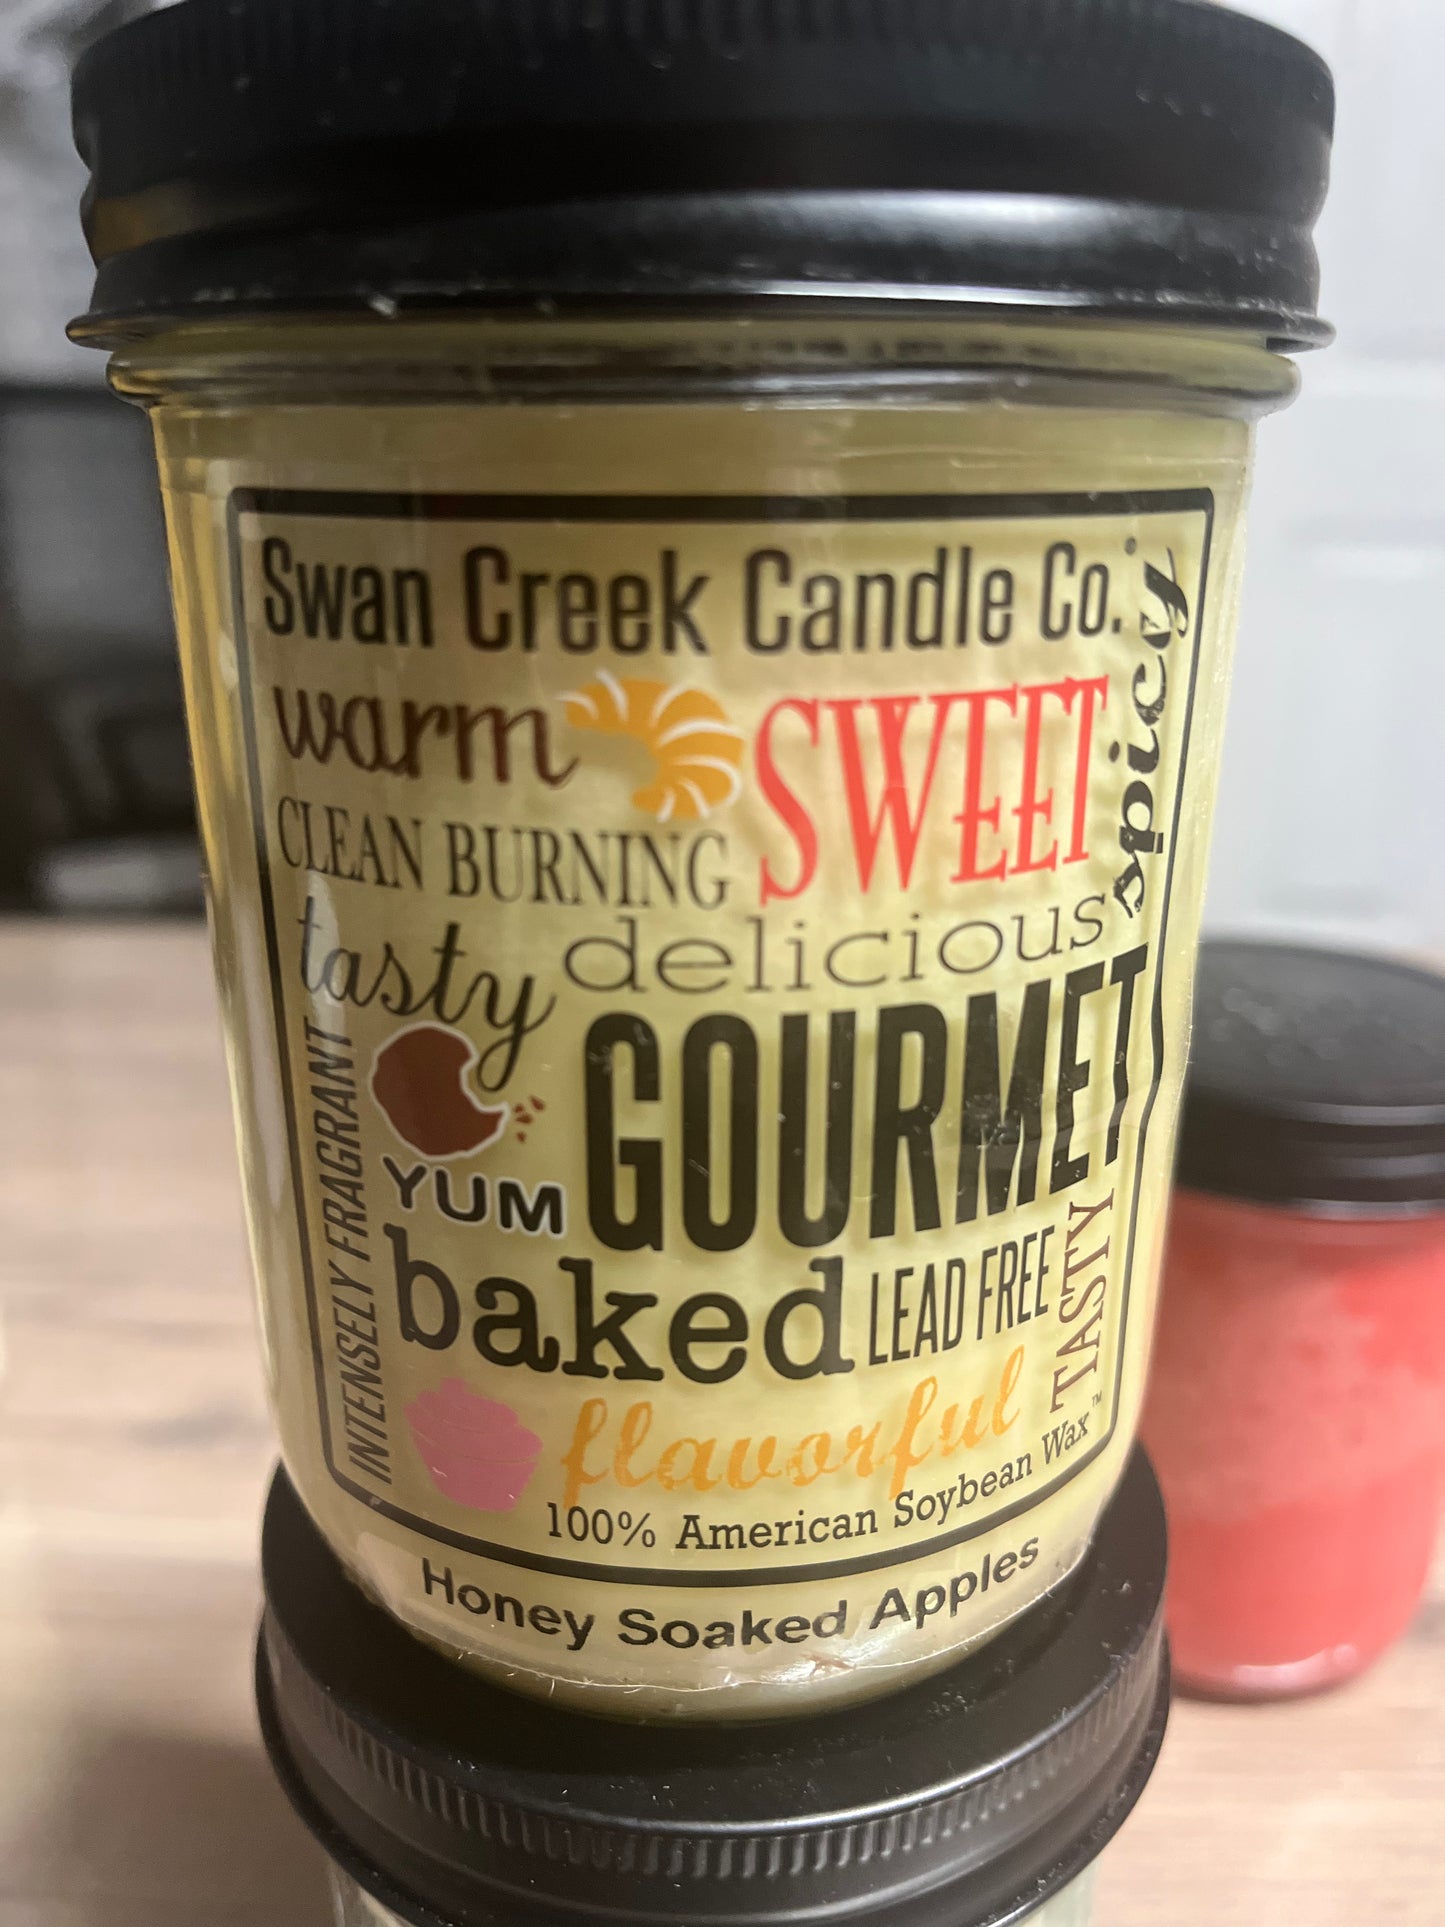 Swan Creek Candle Co.
warm
SWEET
spicy
CLEAN BURNING
tasty
delicious
INTENSELY FRAGRANT
YUM
GOURMET
baked
LEAD FREE
TASTY
flavorful
100% American Soybean Wax™
Honey Soaked Apples